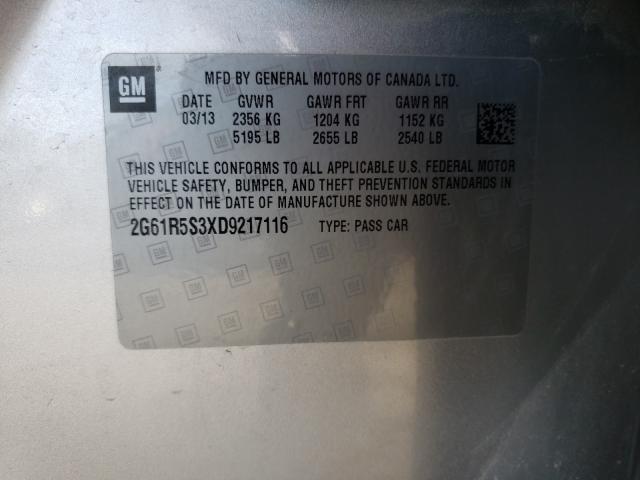 GM
MFD BY GENERAL MOTORS OF CANADA LTD.
DATE GVWR GAWR FRT GAWR RR
03/13 2356 KG 1204 KG 1152 KG
5195 LB 2655 LB 2540 LB
THIS VEHICLE CONFORMS TO ALL APPLICABLE U.S. FEDERAL MOTOR
VEHICLE SAFETY, BUMPER, AND THEFT PREVENTION STANDARDS IN
EFFECT ON THE DATE OF MANUFACTURE SHOWN ABOVE.
2G61R5S3XD9217116 TYPE: PASS CAR